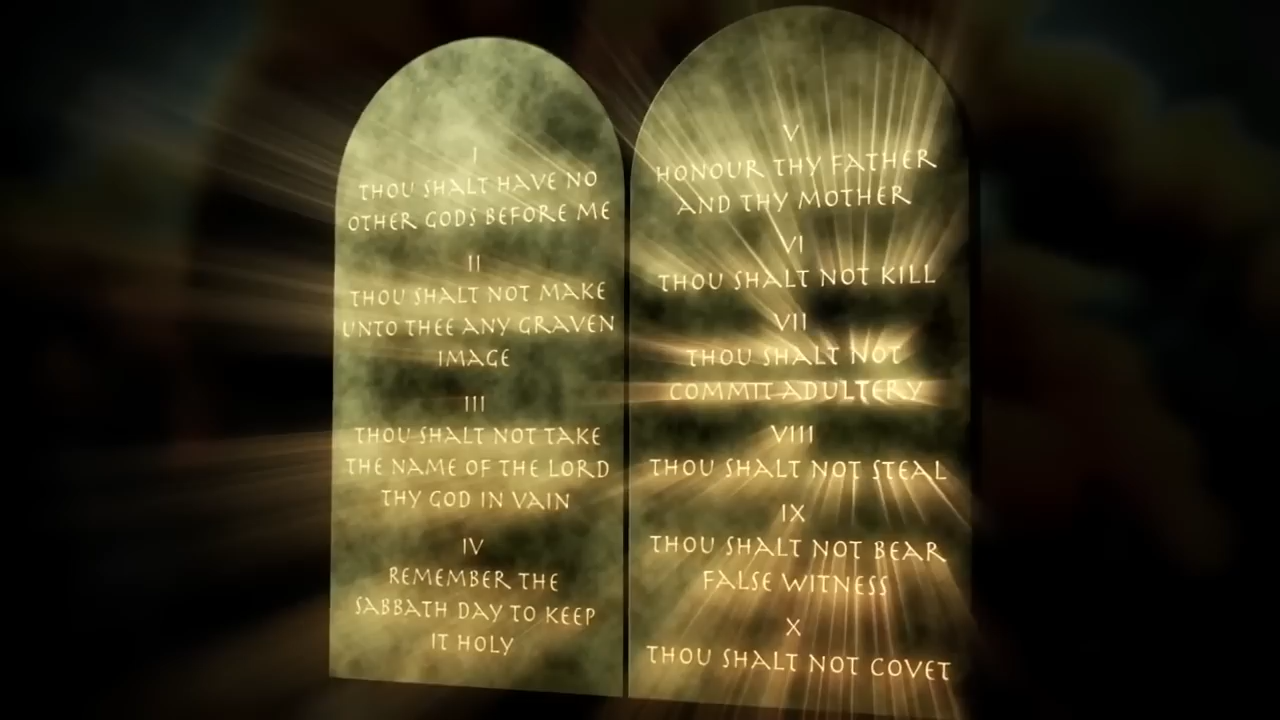 I
THOU SHALT HAVE NO
OTHER GODS BEFORE ME
II
THOU SHALT NOT MAKE
UNTO THEE ANY GRAVEN
IMAGE
III
THOU SHALT NOT TAKE
THE NAME OF THE LORD
THY GOD IN VAIN
IV
REMEMBER THE
SABBATH DAY TO KEEP
IT HOLY
V
HONOUR THY FATHER
AND THY MOTHER
VI
THOU SHALT NOT KILL
VII
THOU SHALT NOT
COMMIT ADULTERY
VIII
THOU SHALT NOT STEAL
IX
THOU SHALT NOT BEAR
FALSE WITNESS
X
THOU SHALT NOT COVET